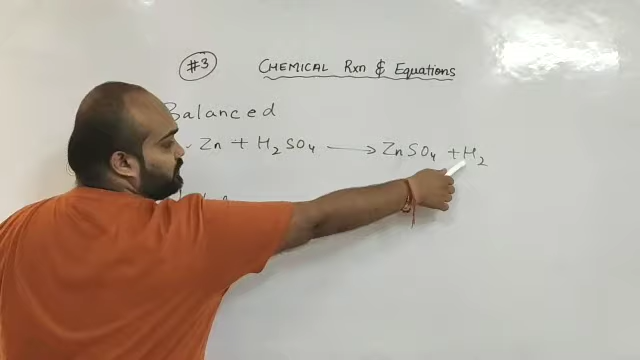 #3 CHEMICAL Rxn & Equations
Balanced
Zn + H₂SO₄ → ZnSO₄ + H₂